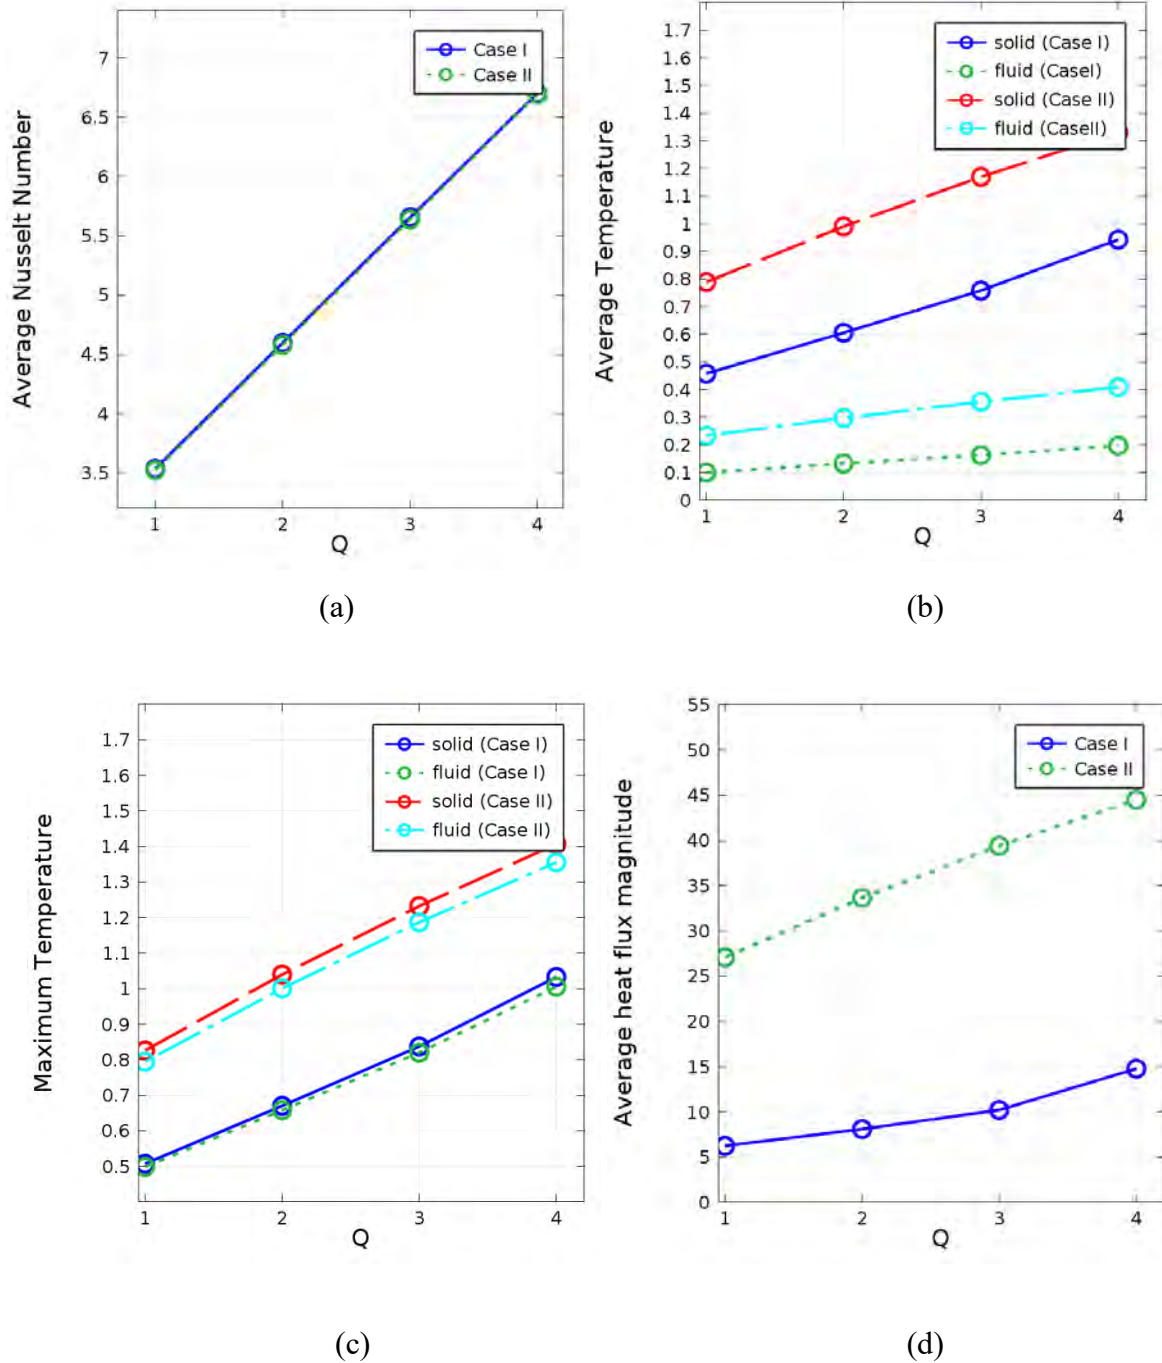 Average Nusselt Number
7
6.5
6
5.5
5
4.5
4
3.5
1 2 3 4
Q
Case I
Case II
(a)
Average Temperature
1.7
1.6
1.5
1.4
1.3
1.2
1.1
1
0.9
0.8
0.7
0.6
0.5
0.4
0.3
0.2
0.1
0
1 2 3 4
Q
solid (Case I)
fluid (CaseI)
solid (Case II)
fluid (CaseII)
(b)
Maximum Temperature
1.7
1.6
1.5
1.4
1.3
1.2
1.1
1
0.9
0.8
0.7
0.6
0.5
1 2 3 4
Q
solid (Case I)
fluid (Case I)
solid (Case II)
fluid (Case II)
(c)
Average heat flux magnitude
55
50
45
40
35
30
25
20
15
10
5
0
1 2 3 4
Q
Case I
Case II
(d)